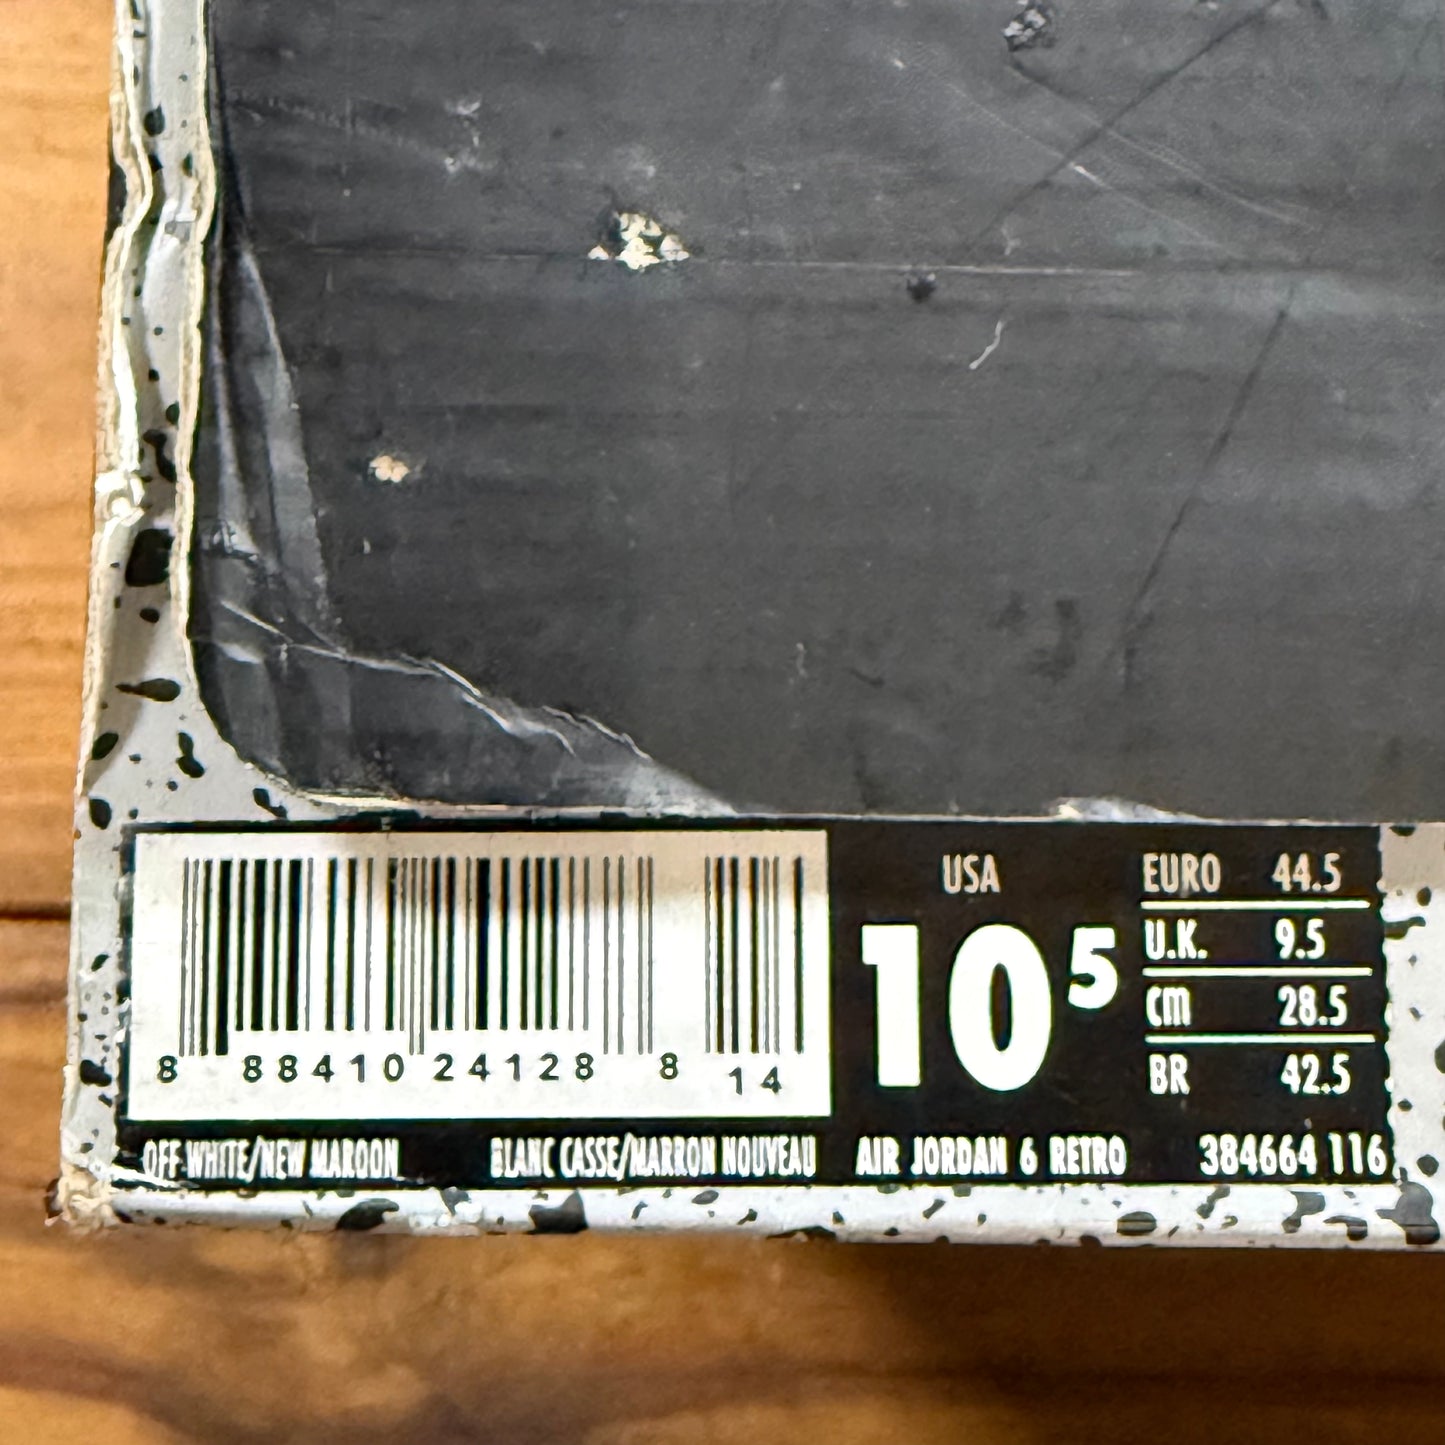 USA
10 5
EURO 44.5
U.K. 9.5
cm 28.5
BR 42.5
8 88410 24128 8 14
OFF-WHITE/NEW MAROON BLANC CASSE/MARRON NOUVEAU AIR JORDAN 6 RETRO 384664 116